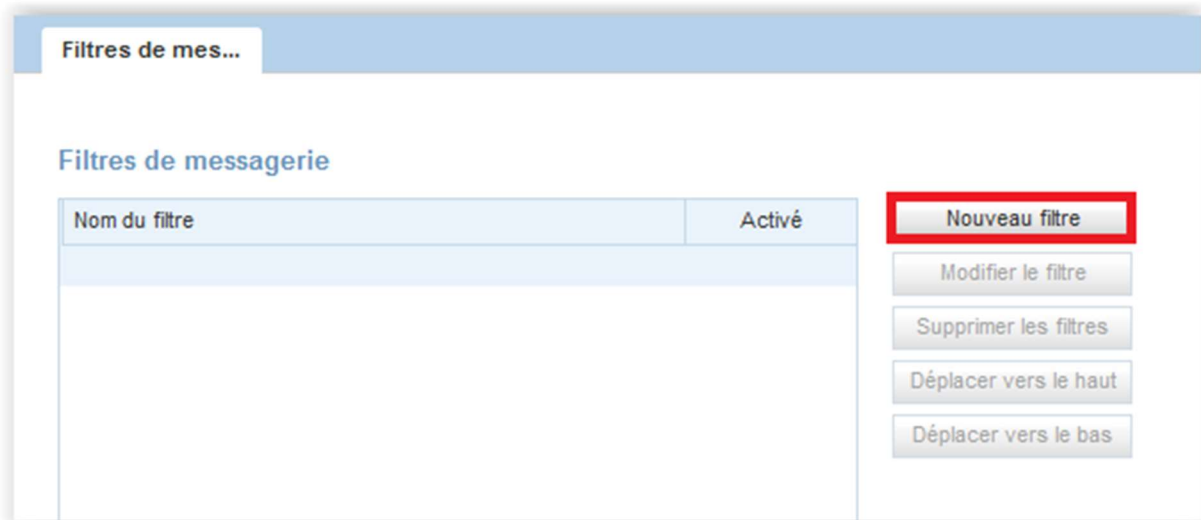 Filtres de mes...
Filtres de messagerie
Nom du filtre Activé
Nouveau filtre
Modifier le filtre
Supprimer les filtres
Déplacer vers le haut
Déplacer vers le bas